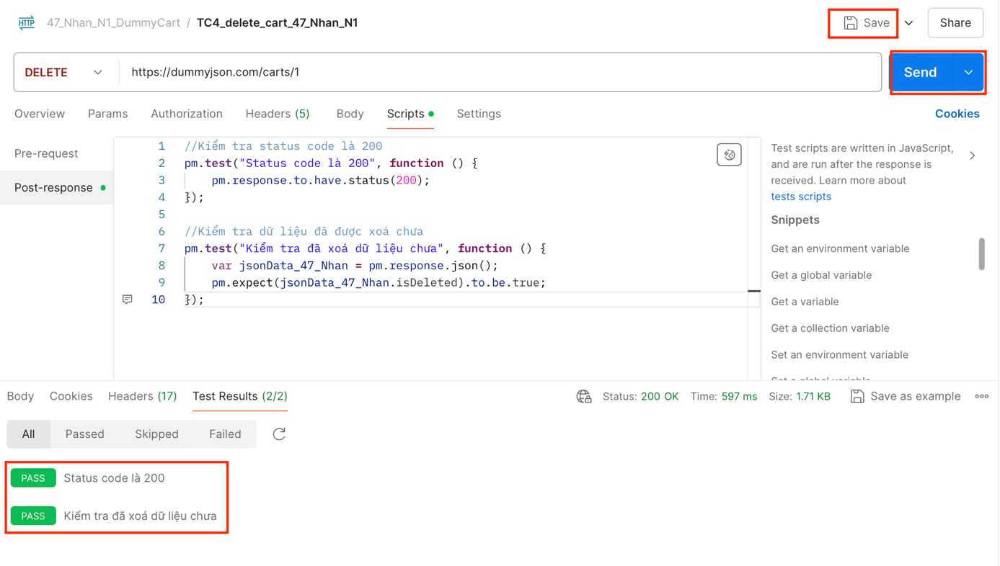 HTTP 47_Nhan_N1_DummyCart / TC4_delete_cart_47_Nhan_N1 Save Share
DELETE https://dummyjson.com/carts/1 Send
Overview Params Authorization Headers (5) Body Scripts Settings Cookies
Pre-request
Post-response
1 //Kiểm tra status code là 200
2 pm.test("Status code là 200", function () {
3 pm.response.to.have.status(200);
4 });
5
6 //Kiểm tra dữ liệu đã được xoá chưa
7 pm.test("Kiểm tra đã xoá dữ liệu chưa", function () {
8 var jsonData_47_Nhan = pm.response.json();
9 pm.expect(jsonData_47_Nhan.isDeleted).to.be.true;
10 });
Test scripts are written in JavaScript,
and are run after the response is
received. Learn more about
tests scripts
Snippets
Get an environment variable
Get a global variable
Get a variable
Get a collection variable
Set an environment variable
Set a global variable
Body Cookies Headers (17) Test Results (2/2) Status: 200 OK Time: 597 ms Size: 1.71 KB Save as example
All Passed Skipped Failed
PASS Status code là 200
PASS Kiểm tra đã xoá dữ liệu chưa